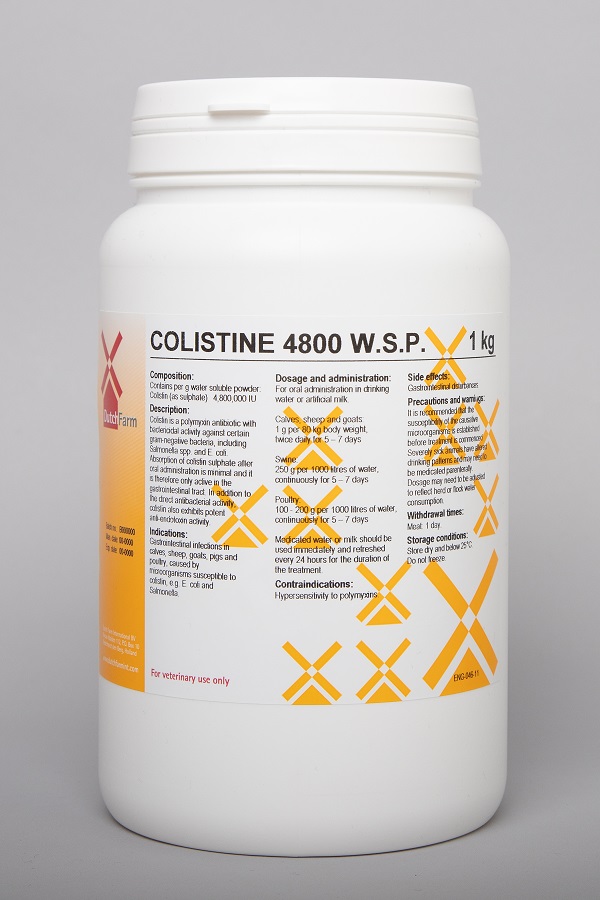 COLISTINE 4800 W.S.P.
1 kg
DutchFarm
Composition:
Contains per g water soluble powder:
Colistin (as sulphate) 4,800,000 IU
Description:
Colistin is a polymyxin antibiotic with
bactericidal activity against certain
gram-negative bacteria, including
Salmonella spp. and E. coli.
Absorption of colistin sulphate after
oral administration is minimal and it
is therefore only active in the
gastrointestinal tract. In addition to
the direct antibacterial activity,
colistin also exhibits potent
anti-endotoxin activity.
Indications:
Gastrointestinal infections in
calves, sheep, goats, pigs and
poultry, caused by
microorganisms susceptible to
colistin, e.g. E. coli and
Salmonella.
For veterinary use only
Dosage and administration:
For oral administration in drinking
water or artificial milk.
Calves, sheep and goats:
1 g per 80 kg body weight,
twice daily for 5 – 7 days
Swine:
250 g per 1000 litres of water,
continuously for 5 – 7 days
Poultry:
100 - 200 g per 1000 litres of water,
continuously for 5 – 7 days
Medicated water or milk should be
used immediately and refreshed
every 24 hours for the duration of
the treatment.
Contraindications:
Hypersensitivity to polymyxins.
Side effects:
Gastrointestinal disturbances
Precautions and warnings:
It is recommended that the
susceptibility of the causative
microorganisms is established
before treatment is commenced.
Severely sick animals have altered
drinking patterns and may need to
be medicated parenterally.
Dosage may need to be adjusted
to reflect herd or flock water
consumption.
Withdrawal times:
Meat: 1 day.
Storage conditions:
Store dry and below 25°C.
Do not freeze.
ENG-046-11